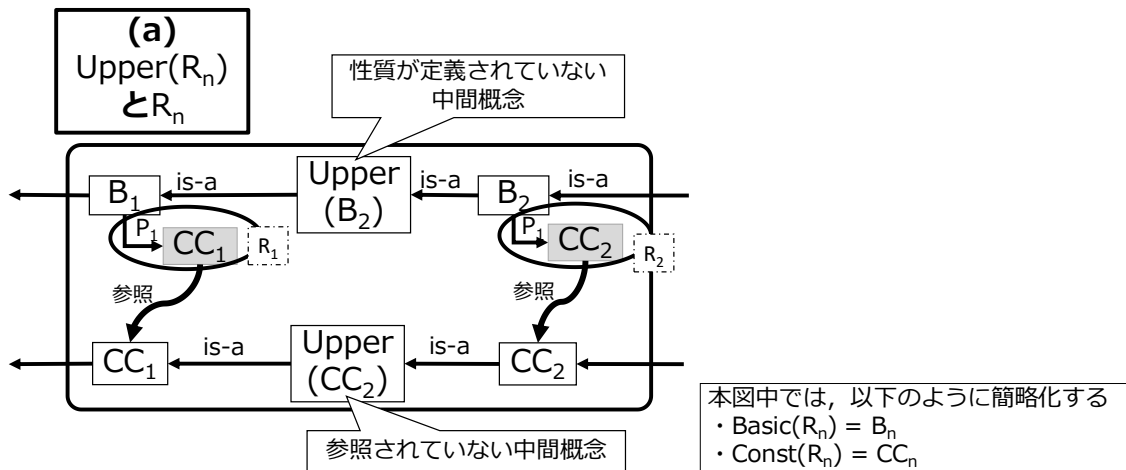 (a)
Upper(Rₙ)
とRₙ
性質が定義されていない
中間概念
B₁
is-a
Upper
(B₂)
is-a
B₂
is-a
P₁
CC₁
R₁
P₁
CC₂
R₂
参照
参照
CC₁
is-a
Upper
(CC₂)
is-a
CC₂
参照されていない中間概念
本図中では，以下のように簡略化する
・Basic(Rₙ) = Bₙ
・Const(Rₙ) = CCₙ